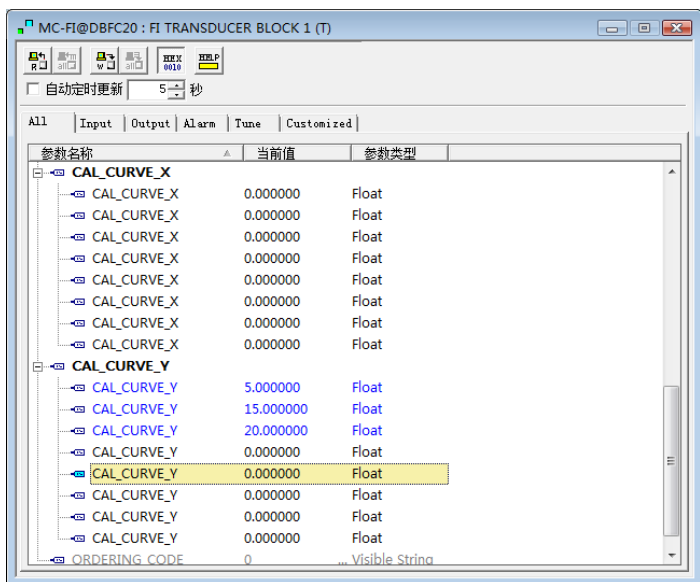 MC-FI@DBFC20 : FI TRANSDUCER BLOCK 1 (T)
R all W all HEX 0010 HELP
自动定时更新 5 秒
All Input Output Alarm Tune Customized
参数名称 当前值 参数类型
CAL_CURVE_X
CAL_CURVE_X 0.000000 Float
CAL_CURVE_X 0.000000 Float
CAL_CURVE_X 0.000000 Float
CAL_CURVE_X 0.000000 Float
CAL_CURVE_X 0.000000 Float
CAL_CURVE_X 0.000000 Float
CAL_CURVE_X 0.000000 Float
CAL_CURVE_X 0.000000 Float
CAL_CURVE_Y
CAL_CURVE_Y 5.000000 Float
CAL_CURVE_Y 15.000000 Float
CAL_CURVE_Y 20.000000 Float
CAL_CURVE_Y 0.000000 Float
CAL_CURVE_Y 0.000000 Float
CAL_CURVE_Y 0.000000 Float
CAL_CURVE_Y 0.000000 Float
CAL_CURVE_Y 0.000000 Float
ORDERING_CODE 0 ... Visible String